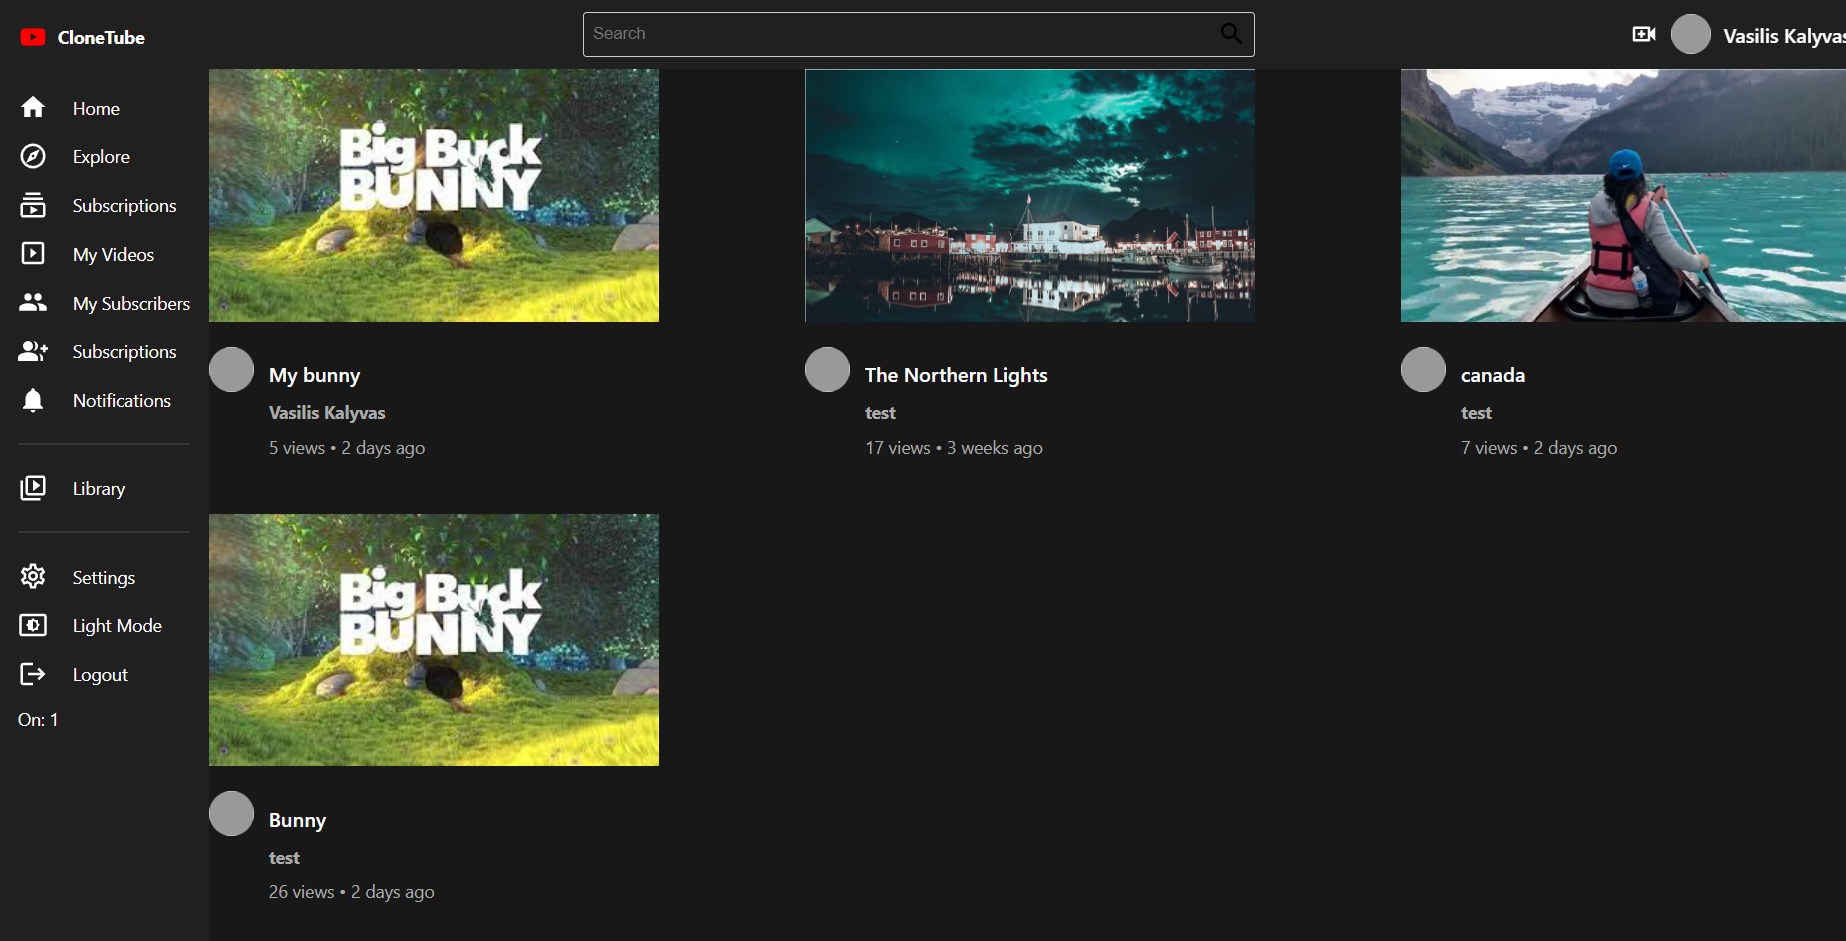 CloneTube
Search
Vasilis Kalyvas
Home
Explore
Subscriptions
My Videos
My Subscribers
Subscriptions
Notifications
Library
Settings
Light Mode
Logout
On: 1
Big Buck
BUNNY
My bunny
Vasilis Kalyvas
5 views • 2 days ago
The Northern Lights
test
17 views • 3 weeks ago
canada
test
7 views • 2 days ago
Big Buck
BUNNY
Bunny
test
26 views • 2 days ago